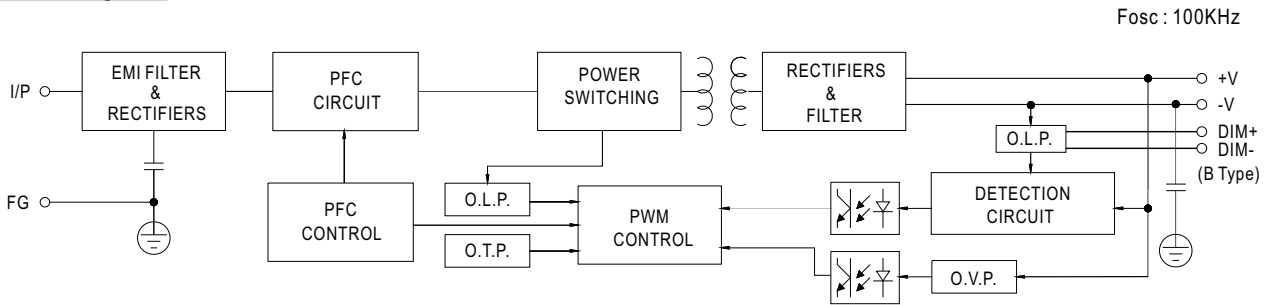 Fosc : 100KHz
I/P
EMI FILTER
&
RECTIFIERS
PFC
CIRCUIT
POWER
SWITCHING
RECTIFIERS
&
FILTER
+V
-V
DIM+
DIM-
(B Type)
O.L.P.
FG
PFC
CONTROL
O.L.P.
O.T.P.
PWM
CONTROL
DETECTION
CIRCUIT
O.V.P.